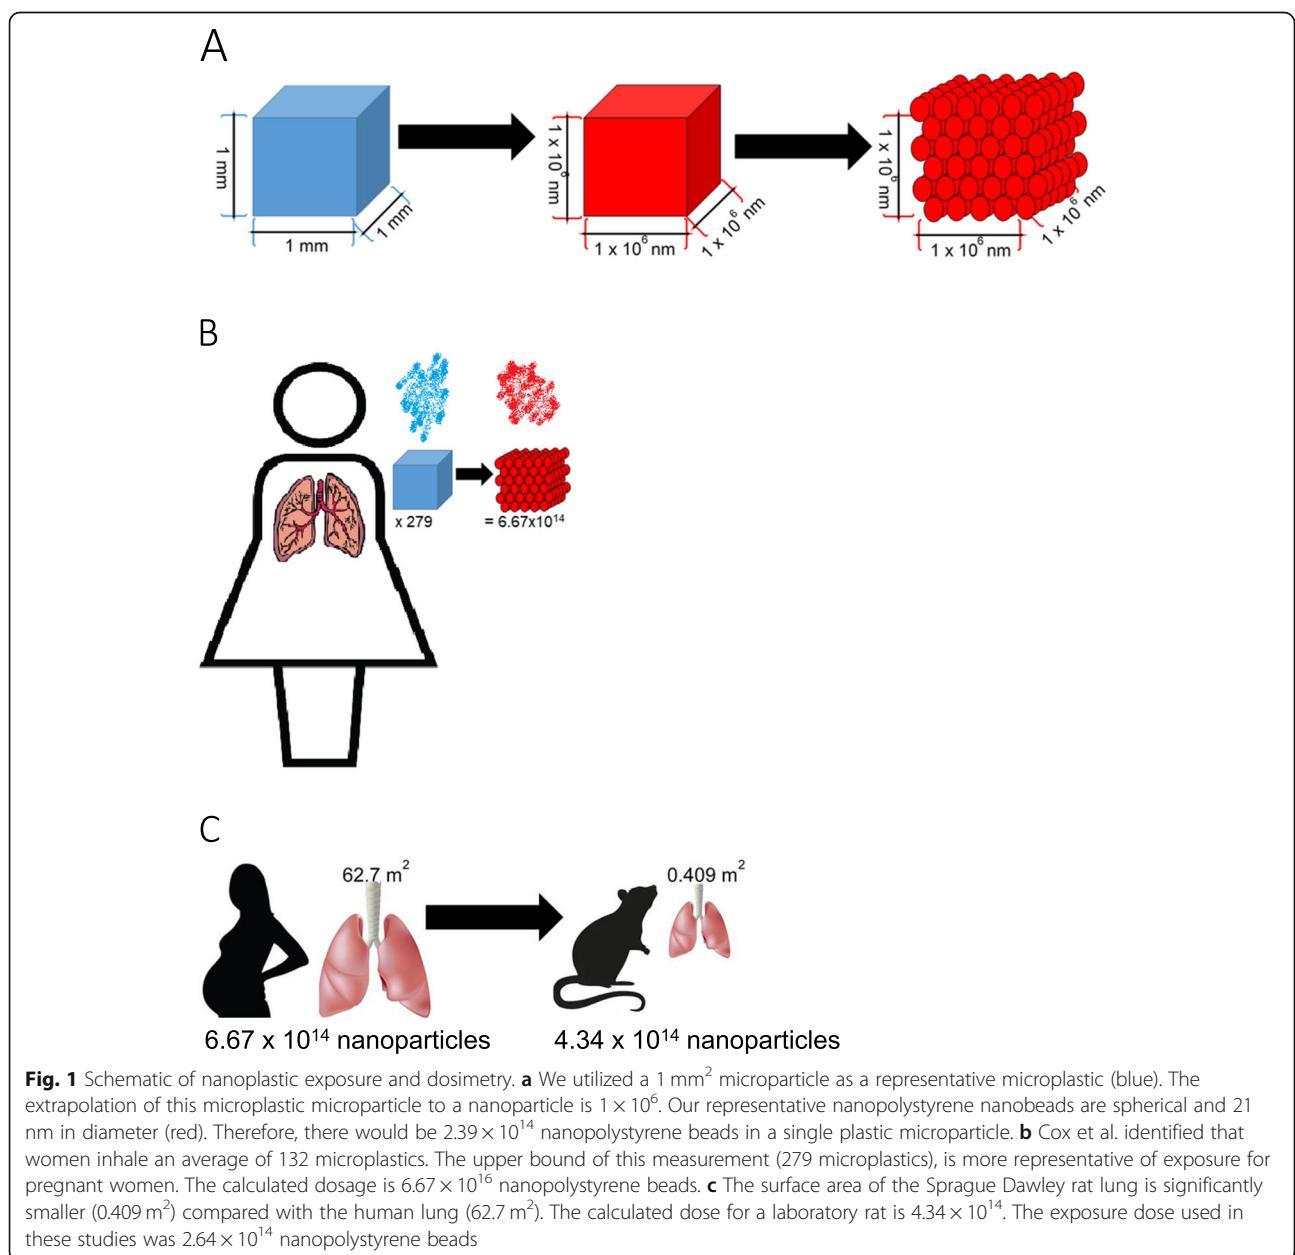 A
1 mm
1 mm
1 mm
1 x 10⁶ nm
1 x 10⁶ nm
1 x 10⁶ nm
1 x 10⁶ nm
1 x 10⁶ nm
1 x 10⁶ nm
B
x 279
= 6.67x10¹⁴
C
62.7 m²
0.409 m²
6.67 x 10¹⁴ nanoparticles
4.34 x 10¹⁴ nanoparticles
Fig. 1 Schematic of nanoplastic exposure and dosimetry. a We utilized a 1 mm² microparticle as a representative microplastic (blue). The
extrapolation of this microplastic microparticle to a nanoparticle is 1 × 10⁶. Our representative nanopolystyrene nanobeads are spherical and 21
nm in diameter (red). Therefore, there would be 2.39 × 10¹⁴ nanopolystyrene beads in a single plastic microparticle. b Cox et al. identified that
women inhale an average of 132 microplastics. The upper bound of this measurement (279 microplastics), is more representative of exposure for
pregnant women. The calculated dosage is 6.67 × 10¹⁶ nanopolystyrene beads. c The surface area of the Sprague Dawley rat lung is significantly
smaller (0.409 m²) compared with the human lung (62.7 m²). The calculated dose for a laboratory rat is 4.34 × 10¹⁴. The exposure dose used in
these studies was 2.64 × 10¹⁴ nanopolystyrene beads